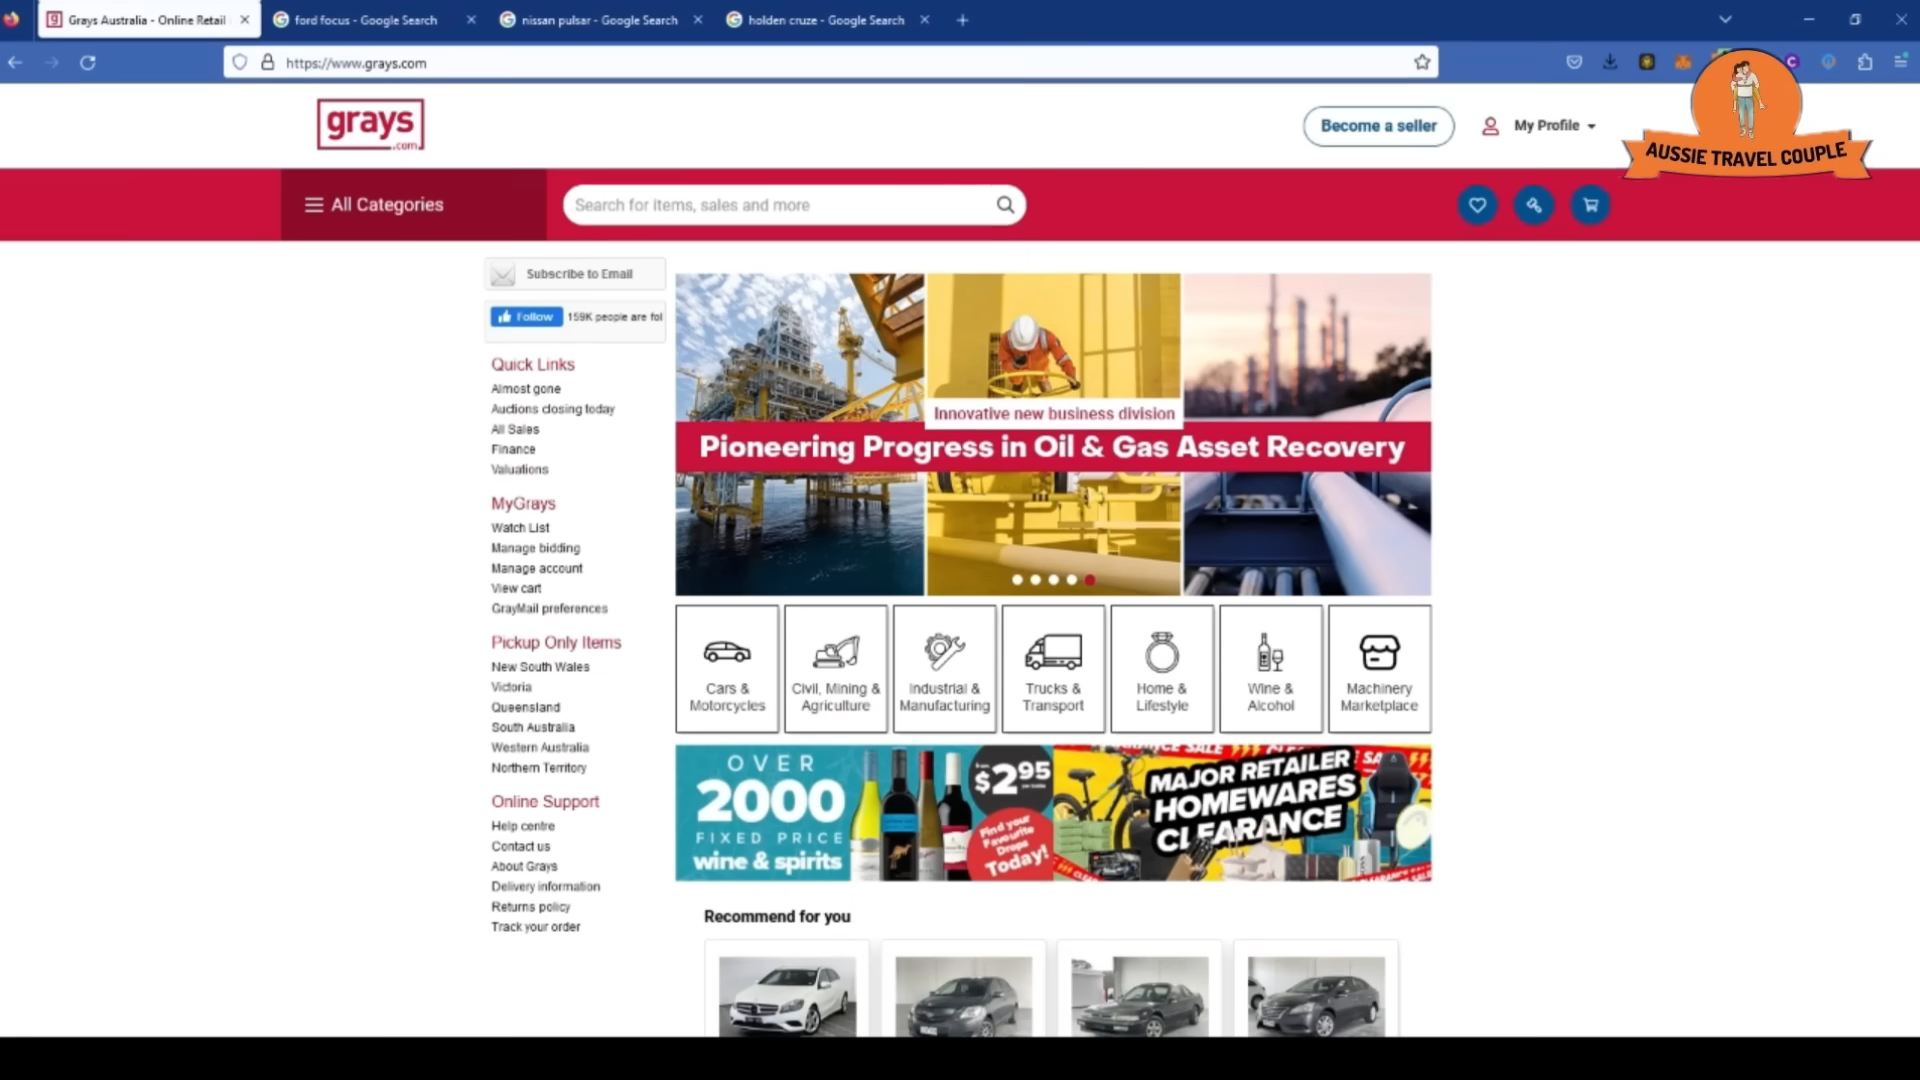 Grays Australia - Online Retail
ford focus - Google Search
nissan pulsar - Google Search
holden cruze - Google Search
https://www.grays.com
grays
.com
Become a seller
My Profile
AUSSIE TRAVEL COUPLE
All Categories
Search for items, sales and more
Subscribe to Email
Follow 159K people are fol
Quick Links
Almost gone
Auctions closing today
All Sales
Finance
Valuations
MyGrays
Watch List
Manage bidding
Manage account
View cart
GrayMail preferences
Pickup Only Items
New South Wales
Victoria
Queensland
South Australia
Western Australia
Northern Territory
Online Support
Help centre
Contact us
About Grays
Delivery information
Returns policy
Track your order
Innovative new business division
Pioneering Progress in Oil & Gas Asset Recovery
Cars &
Motorcycles
Civil, Mining &
Agriculture
Industrial &
Manufacturing
Trucks &
Transport
Home &
Lifestyle
Wine &
Alcohol
Machinery
Marketplace
OVER
2000
FIXED PRICE
wine & spirits
$2.95
Find your
Favourite
Drops
Today!
MAJOR RETAILER
HOMEWARES
CLEARANCE
Recommend for you